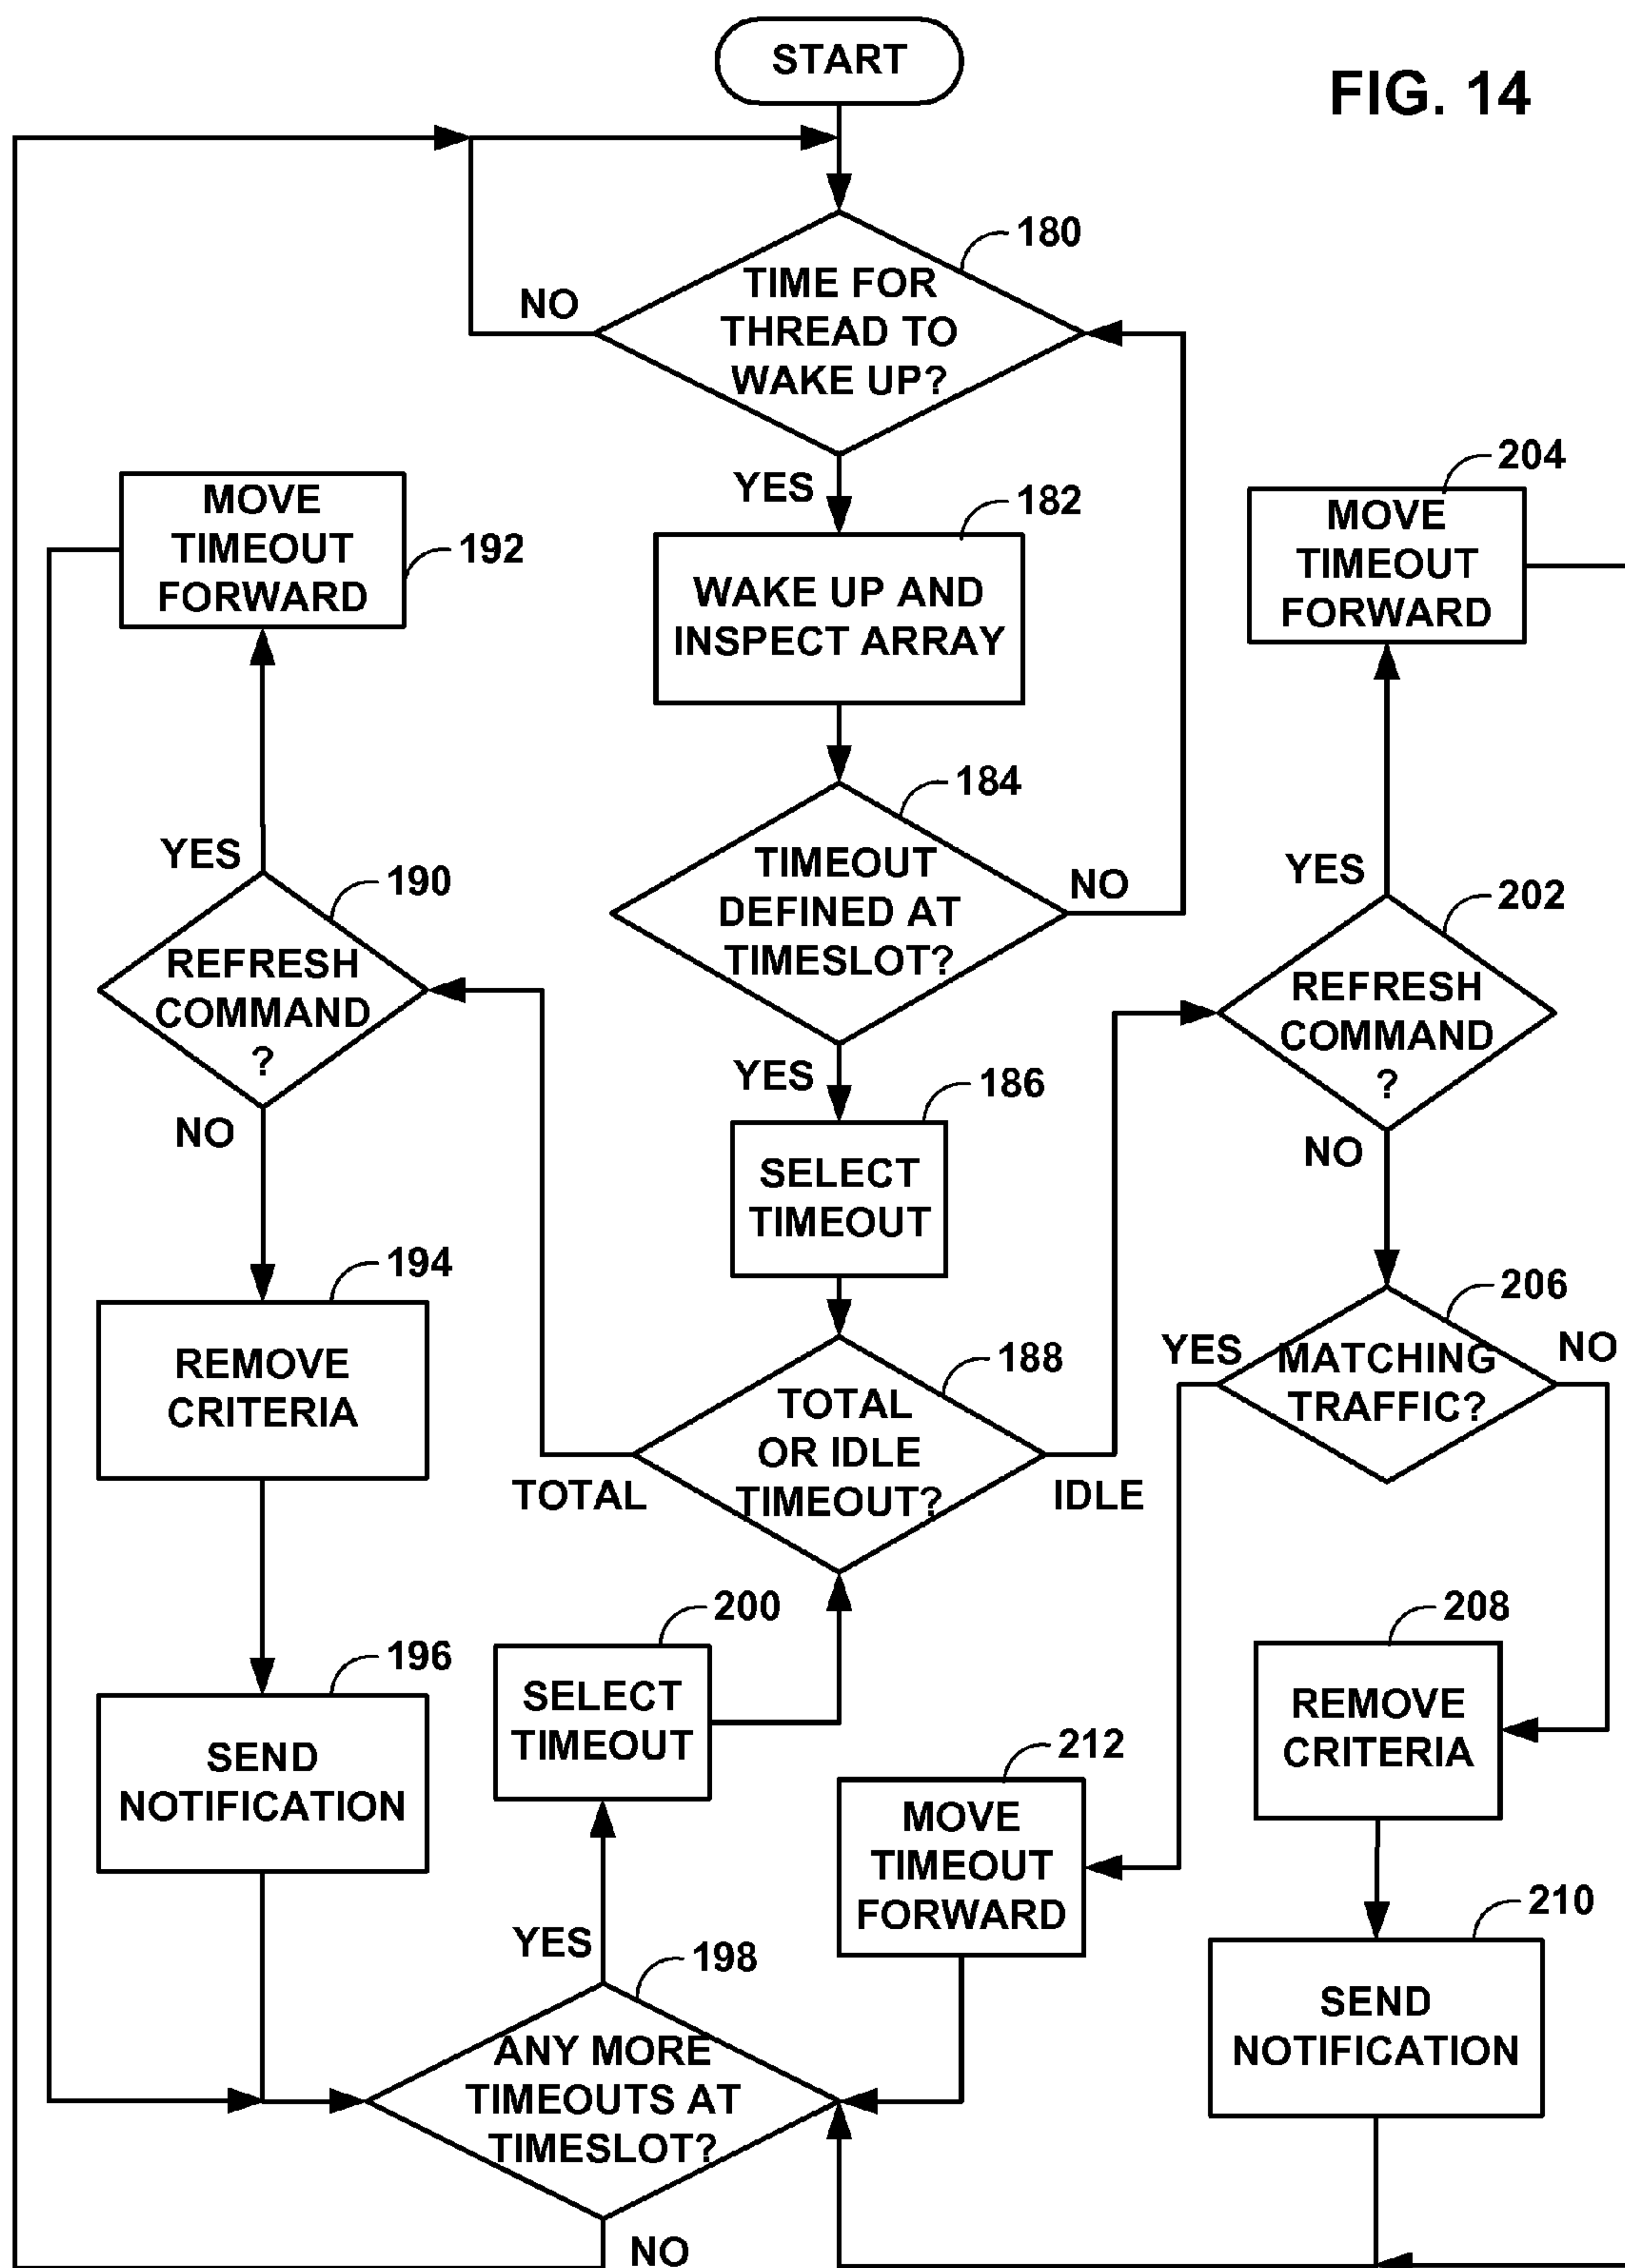 START
FIG. 14
180
TIME FOR
THREAD TO
WAKE UP?
NO
YES
182
WAKE UP AND
INSPECT ARRAY
MOVE
TIMEOUT
FORWARD
192
204
MOVE
TIMEOUT
FORWARD
184
TIMEOUT
DEFINED AT
TIMESLOT?
NO
YES
YES
190
REFRESH
COMMAND
?
NO
YES
202
REFRESH
COMMAND
?
NO
186
SELECT
TIMEOUT
194
REMOVE
CRITERIA
188
TOTAL
OR IDLE
TIMEOUT?
TOTAL
IDLE
206
YES
MATCHING
TRAFFIC?
NO
196
SEND
NOTIFICATION
200
SELECT
TIMEOUT
208
REMOVE
CRITERIA
212
MOVE
TIMEOUT
FORWARD
210
SEND
NOTIFICATION
YES
198
ANY MORE
TIMEOUTS AT
TIMESLOT?
NO